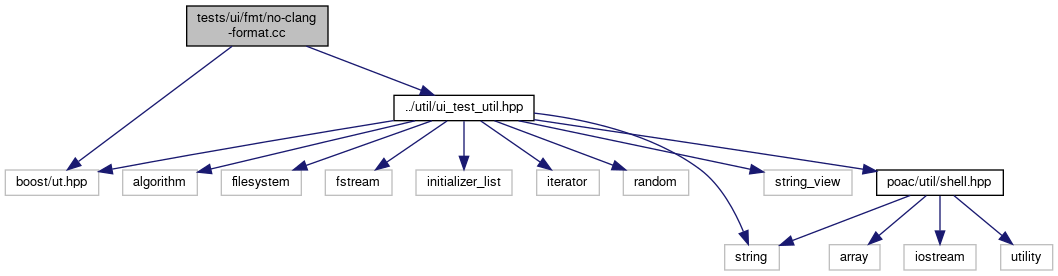 tests/ui/fmt/no-clang
-format.cc
../util/ui_test_util.hpp
boost/ut.hpp
algorithm
filesystem
fstream
initializer_list
iterator
random
string_view
poac/util/shell.hpp
string
array
iostream
utility